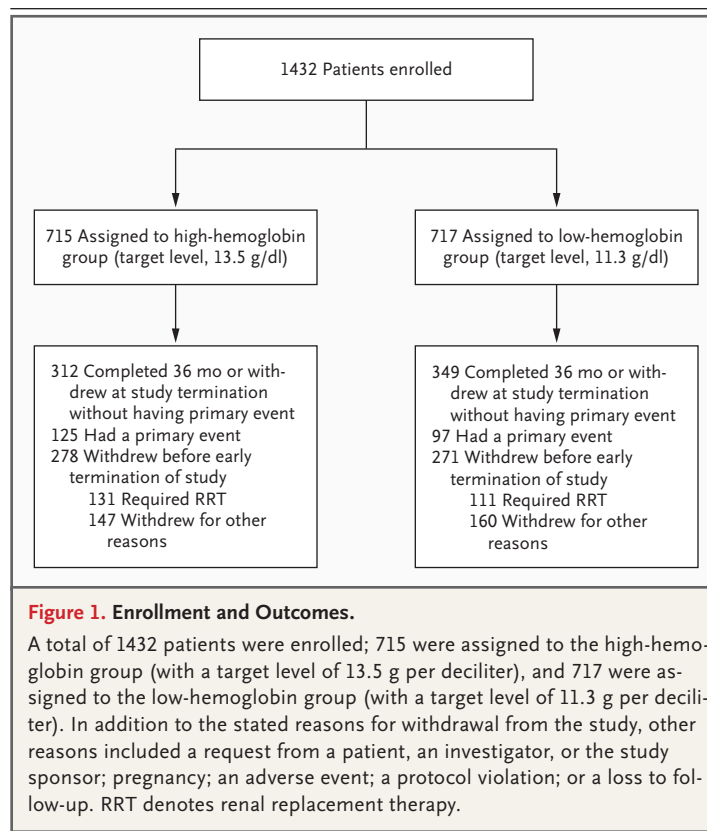 1432 Patients enrolled
715 Assigned to high-hemoglobin
group (target level, 13.5 g/dl)
717 Assigned to low-hemoglobin
group (target level, 11.3 g/dl)
312 Completed 36 mo or with-
drew at study termination
without having primary event
125 Had a primary event
278 Withdrew before early
termination of study
131 Required RRT
147 Withdrew for other
reasons
349 Completed 36 mo or with-
drew at study termination
without having primary event
97 Had a primary event
271 Withdrew before early
termination of study
111 Required RRT
160 Withdrew for other
reasons
Figure 1. Enrollment and Outcomes.
A total of 1432 patients were enrolled; 715 were assigned to the high-hemo-
globin group (with a target level of 13.5 g per deciliter), and 717 were as-
signed to the low-hemoglobin group (with a target level of 11.3 g per decili-
ter). In addition to the stated reasons for withdrawal from the study, other
reasons included a request from a patient, an investigator, or the study
sponsor; pregnancy; an adverse event; a protocol violation; or a loss to fol-
low-up. RRT denotes renal replacement therapy.